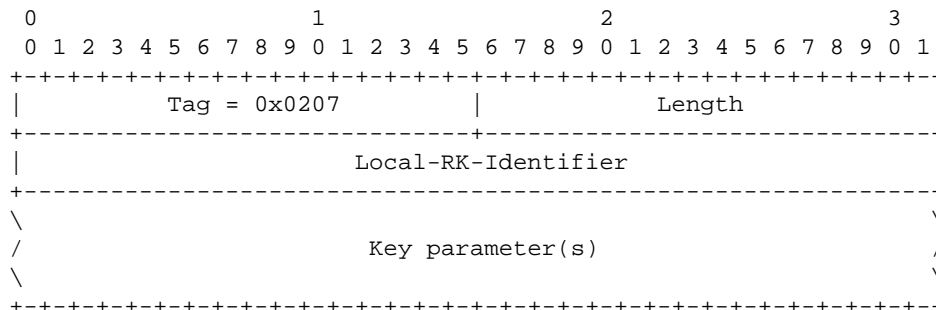 0                   1                   2                   3
 0 1 2 3 4 5 6 7 8 9 0 1 2 3 4 5 6 7 8 9 0 1 2 3 4 5 6 7 8 9 0 1
+-+-+-+-+-+-+-+-+-+-+-+-+-+-+-+-+-+-+-+-+-+-+-+-+-+-+-+-+-+-+-+--
|          Tag = 0x0207         |            Length
+-------------------------------+--------------------------------
|                       Local-RK-Identifier
+----------------------------------------------------------------
\                                                               \
/                        Key parameter(s)                       /
\                                                               \
+-+-+-+-+-+-+-+-+-+-+-+-+-+-+-+-+-+-+-+-+-+-+-+-+-+-+-+-+-+-+-+--